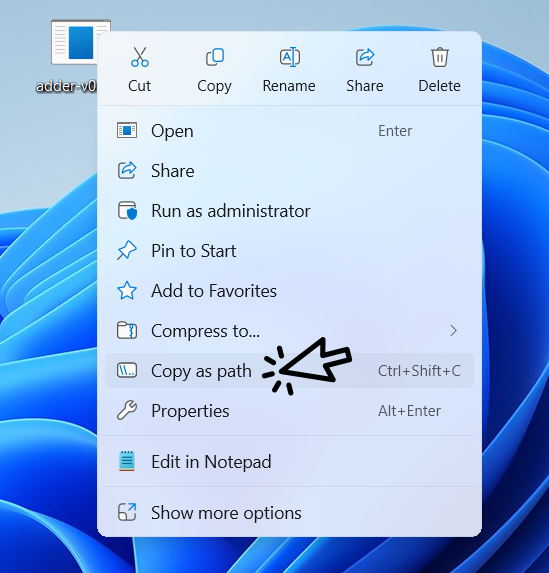 adder-v0
Cut
Copy
Rename
Share
Delete
Open Enter
Share
Run as administrator
Pin to Start
Add to Favorites
Compress to...
Copy as path Ctrl+Shift+C
Properties Alt+Enter
Edit in Notepad
Show more options